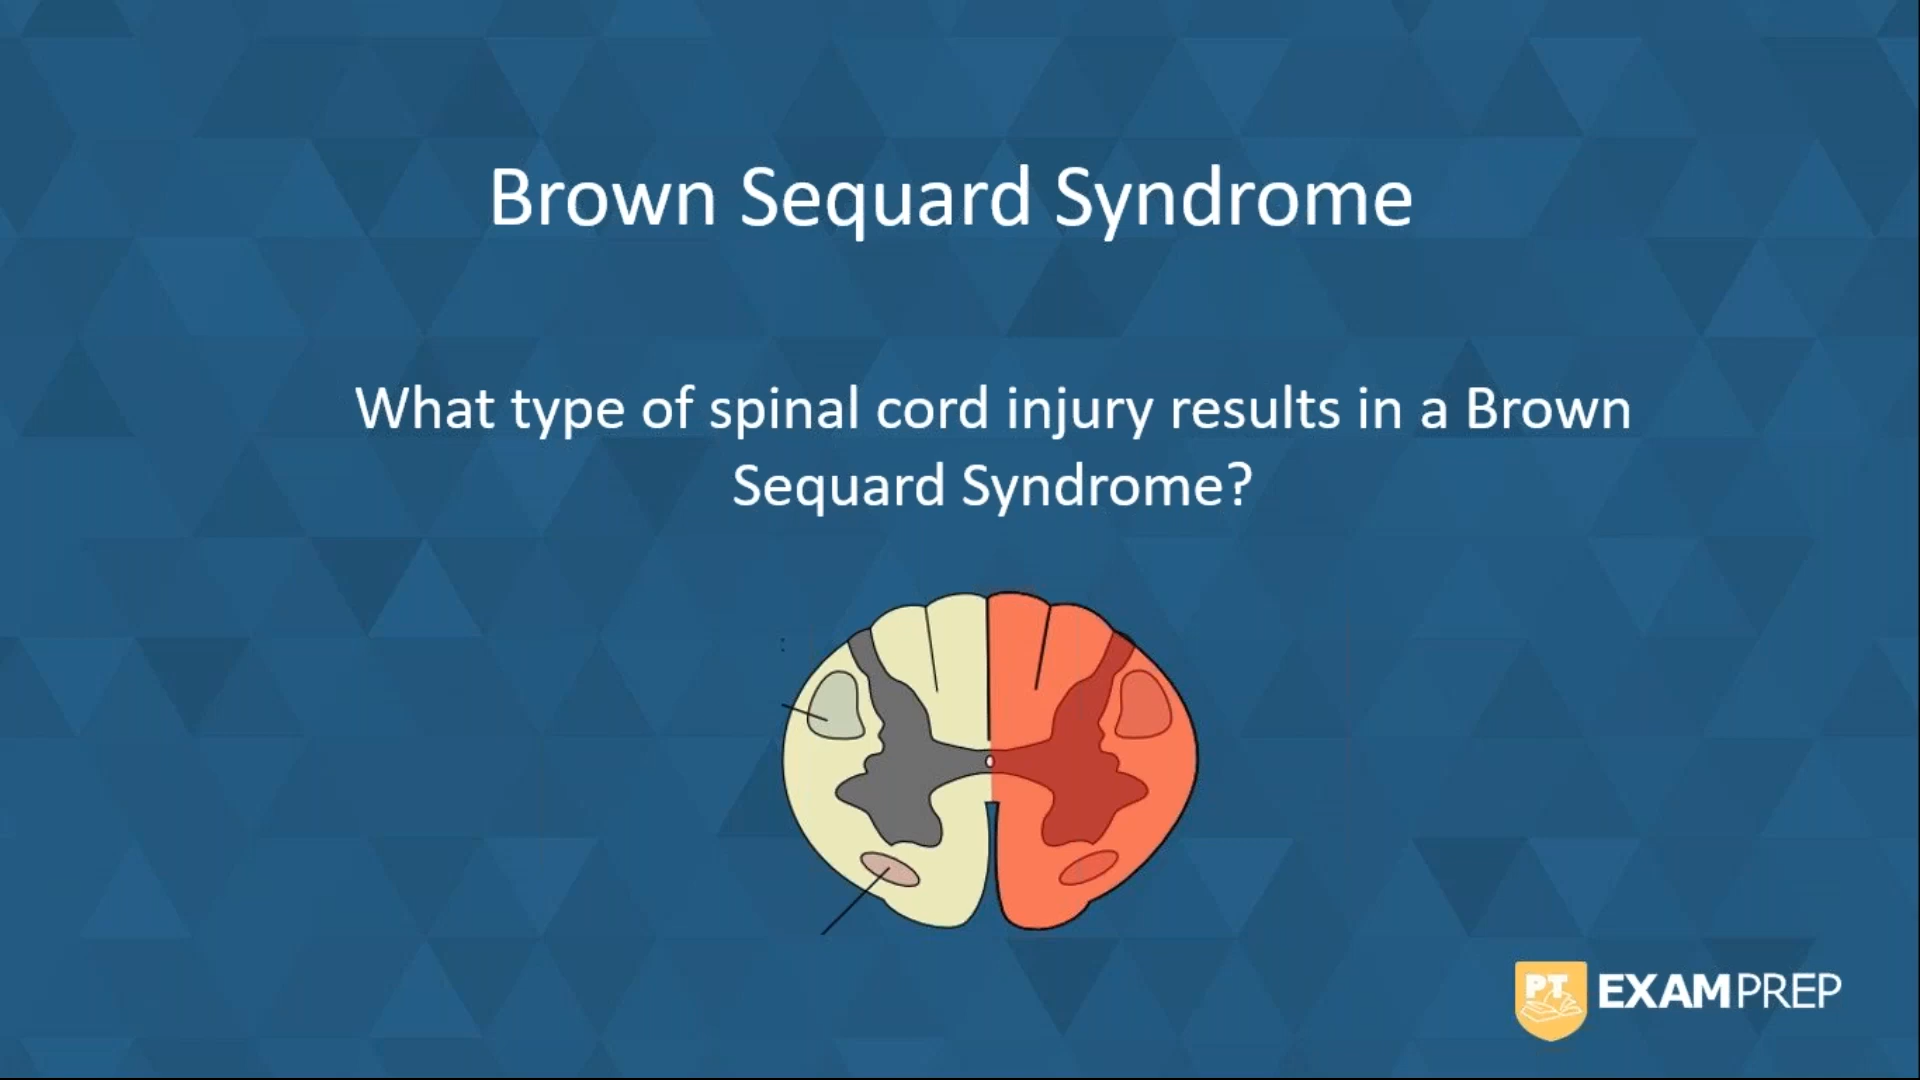 Brown Sequard Syndrome
What type of spinal cord injury results in a Brown
Sequard Syndrome?
PT EXAMPREP